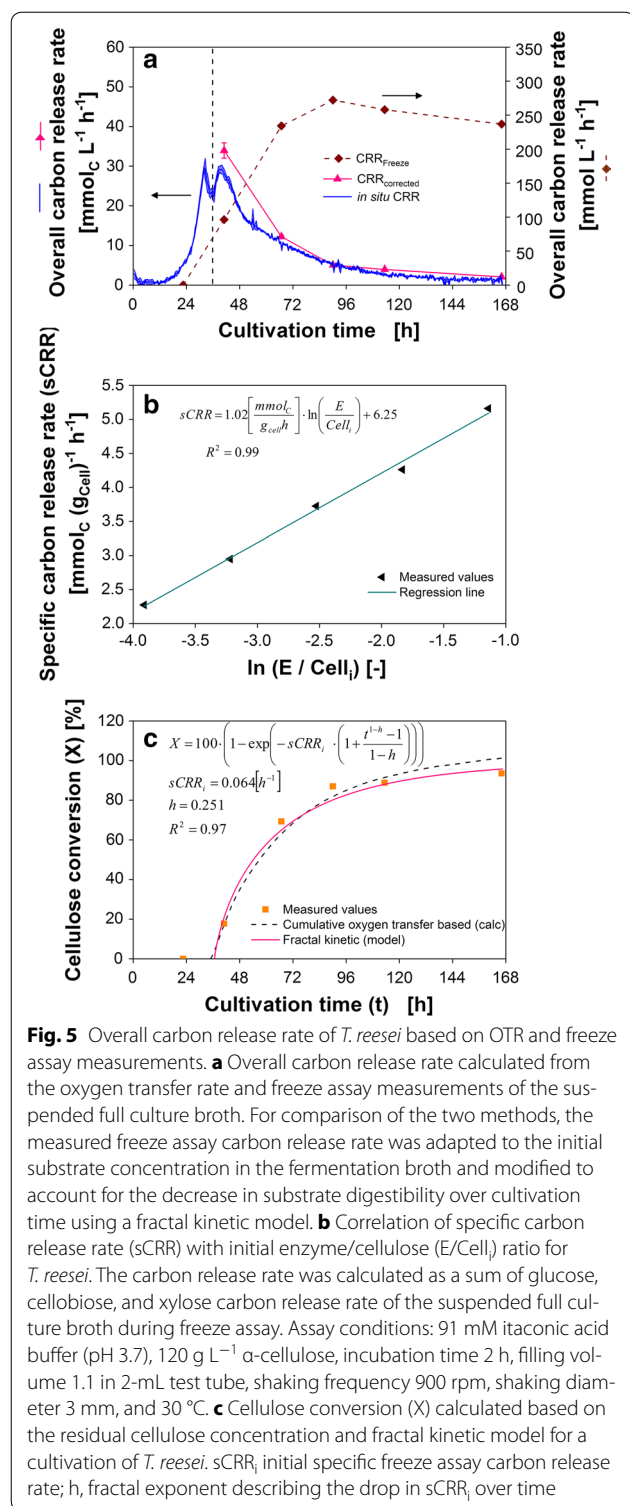 a
Overall carbon release rate
[mmol_C L⁻¹ h⁻¹]
60
50
40
30
20
10
0
350
300
250
200
150
100
50
0
Overall carbon release rate
[mmol L⁻¹ h⁻¹]
CRR_Freeze
CRR_corrected
in situ CRR
0 24 48 72 96 120 144 168
Cultivation time [h]
b
Specific carbon release rate (sCRR)
[mmol_C (g_Cell)⁻¹ h⁻¹]
5.5
5.0
4.5
4.0
3.5
3.0
2.5
2.0
sCRR = 1.02 [mmol_C / g_cell h] · ln(E / Cell_i) + 6.25
R² = 0.99
Measured values
Regression line
-4.0 -3.5 -3.0 -2.5 -2.0 -1.5 -1.0
ln (E / Cell_i) [-]
c
Cellulose conversion (X) [%]
120
100
80
60
40
20
0
X = 100 · (1 − exp(− sCRR_i · (1 + (t^(1−h) − 1) / (1 − h))))
sCRR_i = 0.064[h⁻¹]
h = 0.251
R² = 0.97
Measured values
Cumulative oxygen transfer based (calc)
Fractal kinetic (model)
0 24 48 72 96 120 144 168
Cultivation time (t) [h]
Fig. 5 Overall carbon release rate of T. reesei based on OTR and freeze
assay measurements. a Overall carbon release rate calculated from
the oxygen transfer rate and freeze assay measurements of the sus-
pended full culture broth. For comparison of the two methods, the
measured freeze assay carbon release rate was adapted to the initial
substrate concentration in the fermentation broth and modified to
account for the decrease in substrate digestibility over cultivation
time using a fractal kinetic model. b Correlation of specific carbon
release rate (sCRR) with initial enzyme/cellulose (E/Cell_i) ratio for
T. reesei. The carbon release rate was calculated as a sum of glucose,
cellobiose, and xylose carbon release rate of the suspended full cul-
ture broth during freeze assay. Assay conditions: 91 mM itaconic acid
buffer (pH 3.7), 120 g L⁻¹ α-cellulose, incubation time 2 h, filling vol-
ume 1.1 in 2-mL test tube, shaking frequency 900 rpm, shaking diam-
eter 3 mm, and 30 °C. c Cellulose conversion (X) calculated based on
the residual cellulose concentration and fractal kinetic model for a
cultivation of T. reesei. sCRR_i initial specific freeze assay carbon release
rate; h, fractal exponent describing the drop in sCRR_i over time